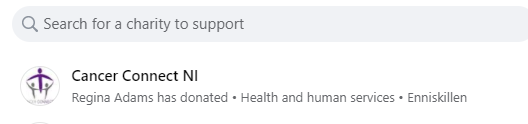 Search for a charity to support
Cancer Connect NI
Regina Adams has donated • Health and human services • Enniskillen